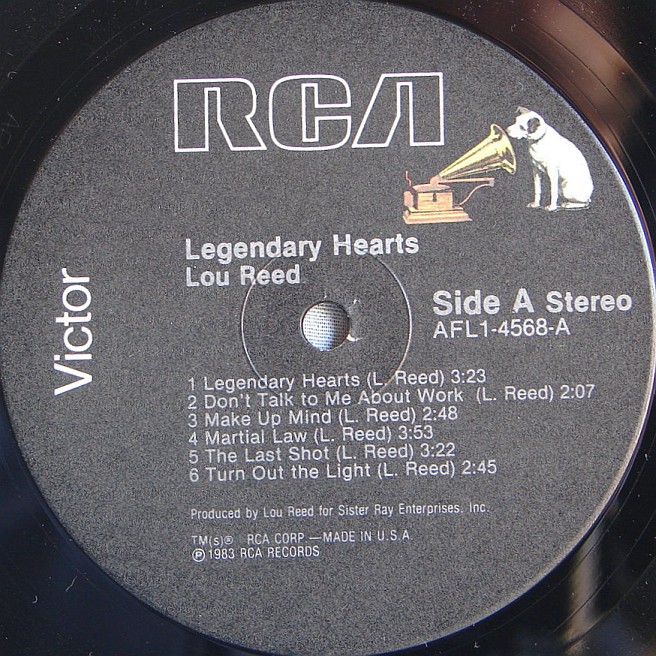 RCA
Victor
Legendary Hearts
Lou Reed
Side A Stereo
AFL1-4568-A
1 Legendary Hearts (L. Reed) 3:23
2 Don't Talk to Me About Work (L. Reed) 2:07
3 Make Up Mind (L. Reed) 2:48
4 Martial Law (L. Reed) 3:53
5 The Last Shot (L. Reed) 3:22
6 Turn Out the Light (L. Reed) 2:45
Produced by Lou Reed for Sister Ray Enterprises, Inc.
TM(s)® RCA CORP—MADE IN U.S.A
℗1983 RCA RECORDS